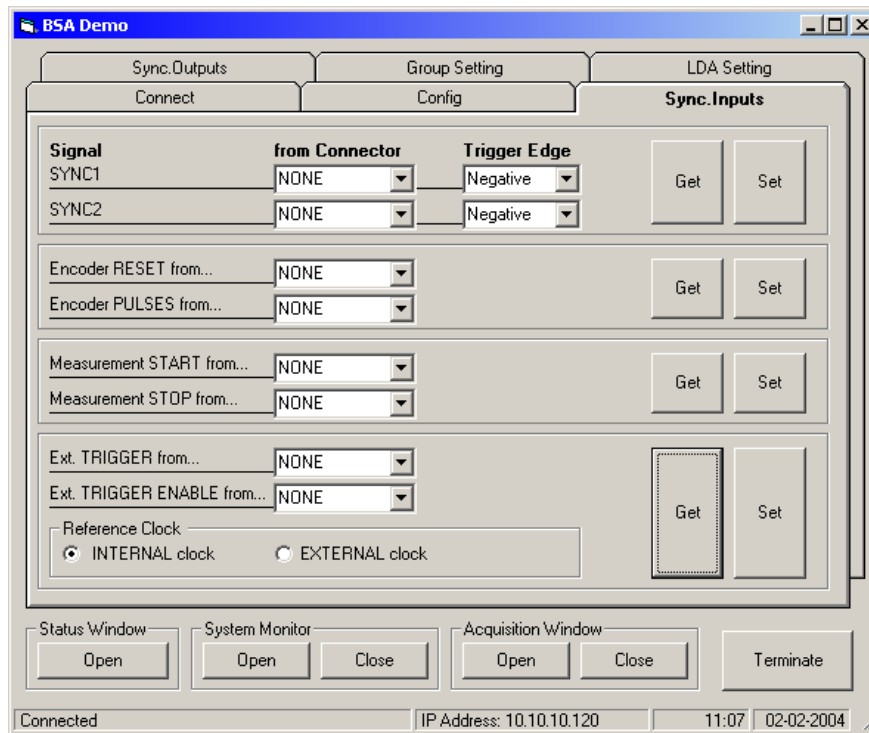 BSA Demo
Sync.Outputs Group Setting LDA Setting
Connect Config Sync.Inputs
Signal from Connector Trigger Edge
SYNC1 NONE Negative Get Set
SYNC2 NONE Negative
Encoder RESET from... NONE Get Set
Encoder PULSES from... NONE
Measurement START from... NONE Get Set
Measurement STOP from... NONE
Ext. TRIGGER from... NONE
Ext. TRIGGER ENABLE from... NONE Get Set
Reference Clock
INTERNAL clock EXTERNAL clock
Status Window System Monitor Acquisition Window
Open Open Close Open Close Terminate
Connected IP Address: 10.10.10.120 11:07 02-02-2004